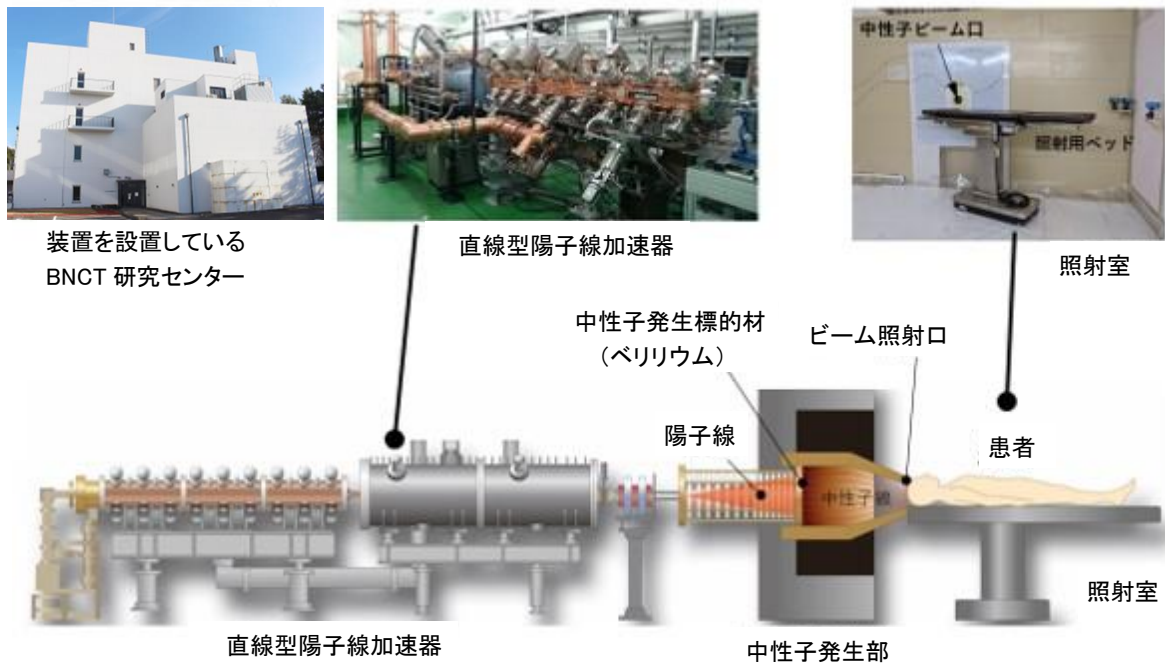 中性子ビーム口
照射用ベッド
装置を設置している
BNCT 研究センター
直線型陽子線加速器
照射室
中性子発生標的材
（ベリリウム）
ビーム照射口
陽子線
患者
中性子線
照射室
直線型陽子線加速器
中性子発生部